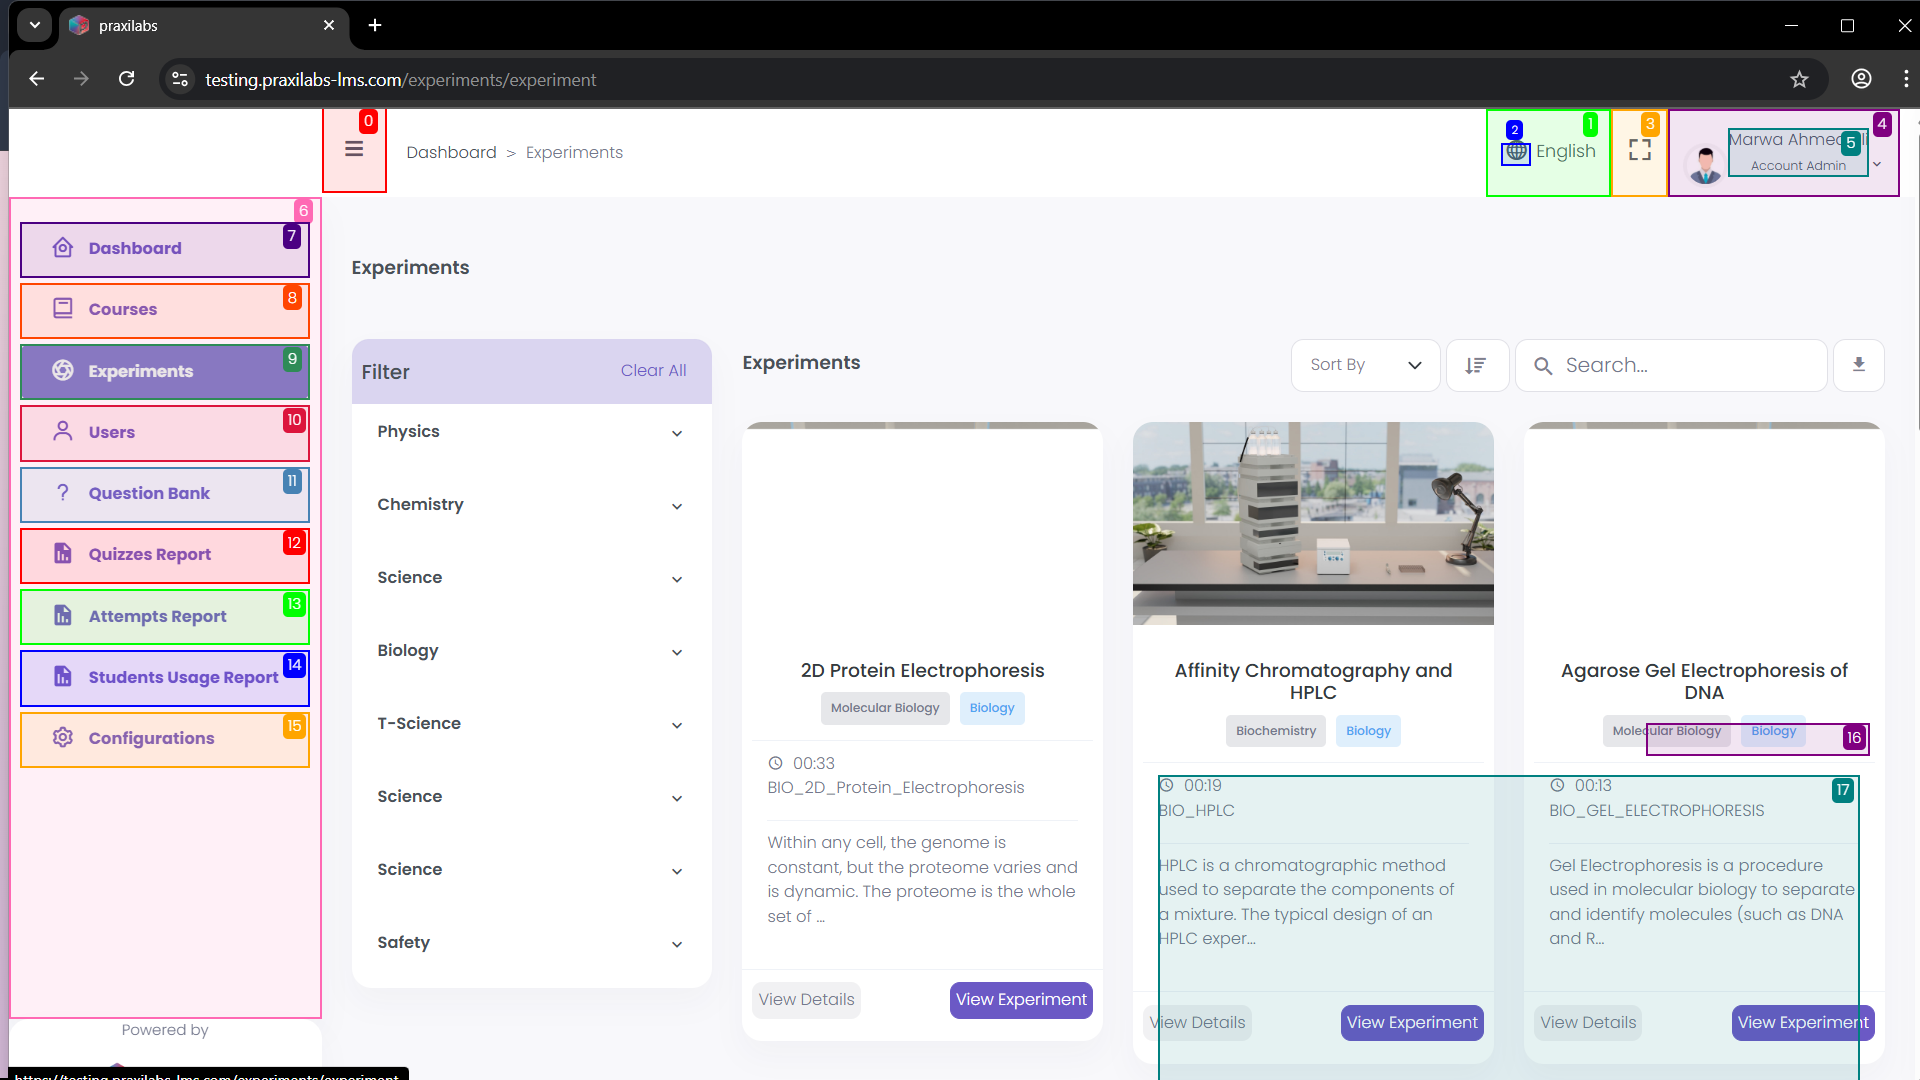 praxilabs
testing.praxilabs-lms.com/experiments/experiment
0
Dashboard > Experiments
1
2
English
3
4
Marwa Ahmed
5
Account Admin
6
7
Dashboard
8
Courses
9
Experiments
10
Users
11
Question Bank
12
Quizzes Report
13
Attempts Report
14
Students Usage Report
15
Configurations
Powered by
https://testing.praxilabs-lms.com/experiments/experiment
Experiments
Filter
Clear All
Physics
Chemistry
Science
Biology
T-Science
Science
Science
Safety
Experiments
Sort By
Search...
2D Protein Electrophoresis
Molecular Biology
Biology
00:33
BIO_2D_Protein_Electrophoresis
Within any cell, the genome is
constant, but the proteome varies and
is dynamic. The proteome is the whole
set of ...
View Details
View Experiment
Affinity Chromatography and
HPLC
Biochemistry
Biology
00:19
BIO_HPLC
HPLC is a chromatographic method
used to separate the components of
a mixture. The typical design of an
HPLC exper...
View Details
View Experiment
Agarose Gel Electrophoresis of
DNA
Molecular Biology
Biology
16
17
00:13
BIO_GEL_ELECTROPHORESIS
Gel Electrophoresis is a procedure
used in molecular biology to separate
and identify molecules (such as DNA
and R...
View Details
View Experiment